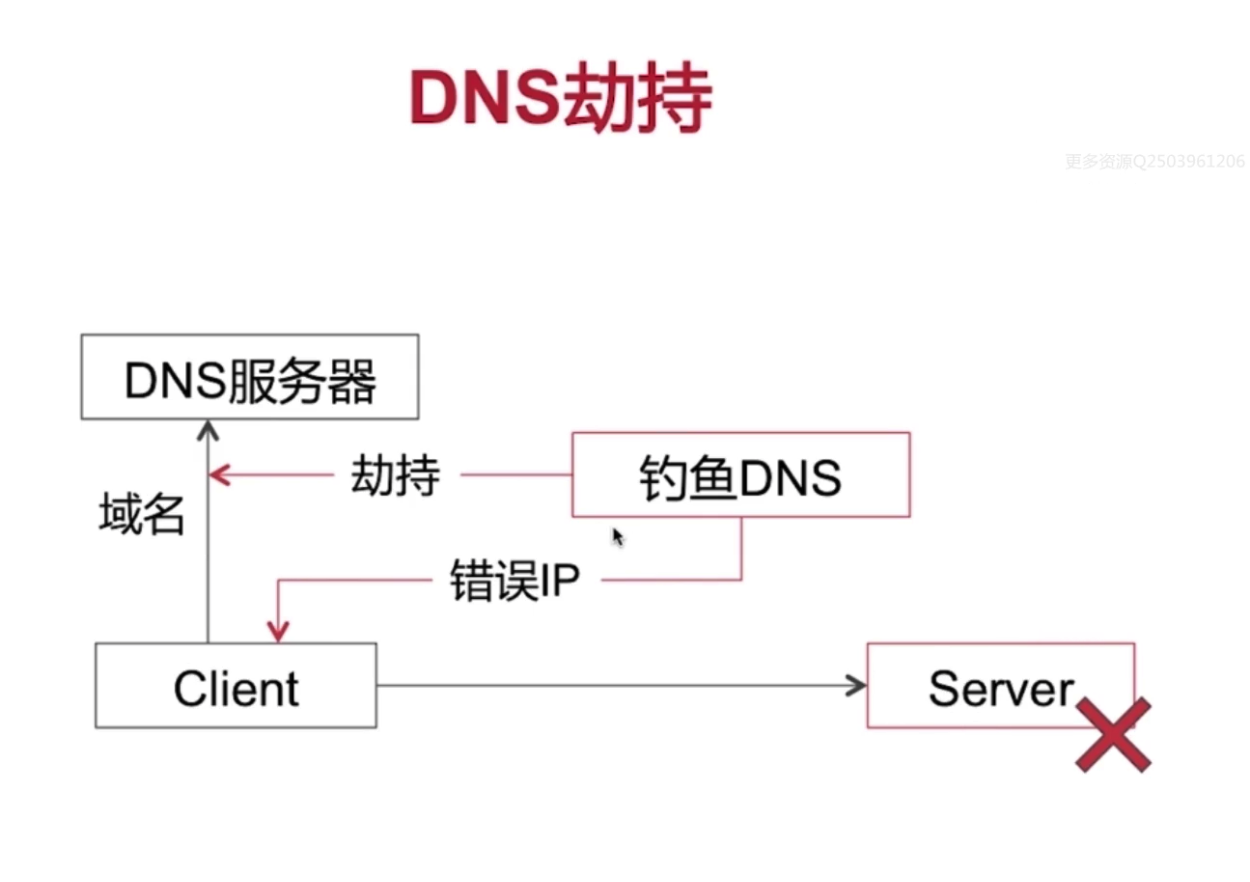 DNS劫持
更多资源Q2503961206
DNS服务器
劫持
钓鱼DNS
域名
错误IP
Client
Server